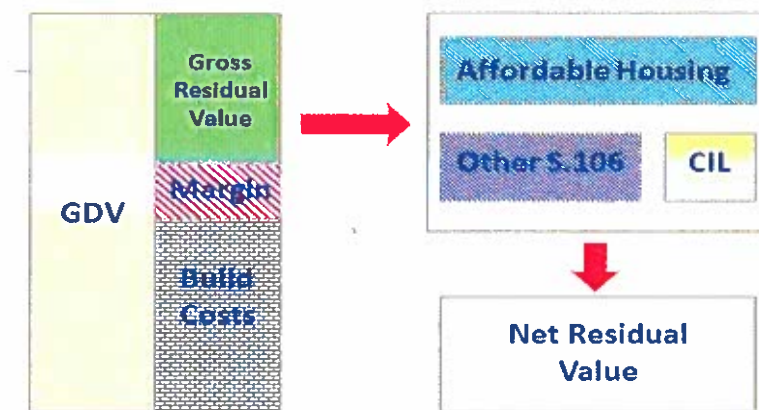 GDV
Gross
Residual
Value
Margin
Build
Costs
Affordable Housing
Other S.106
CIL
Net Residual
Value